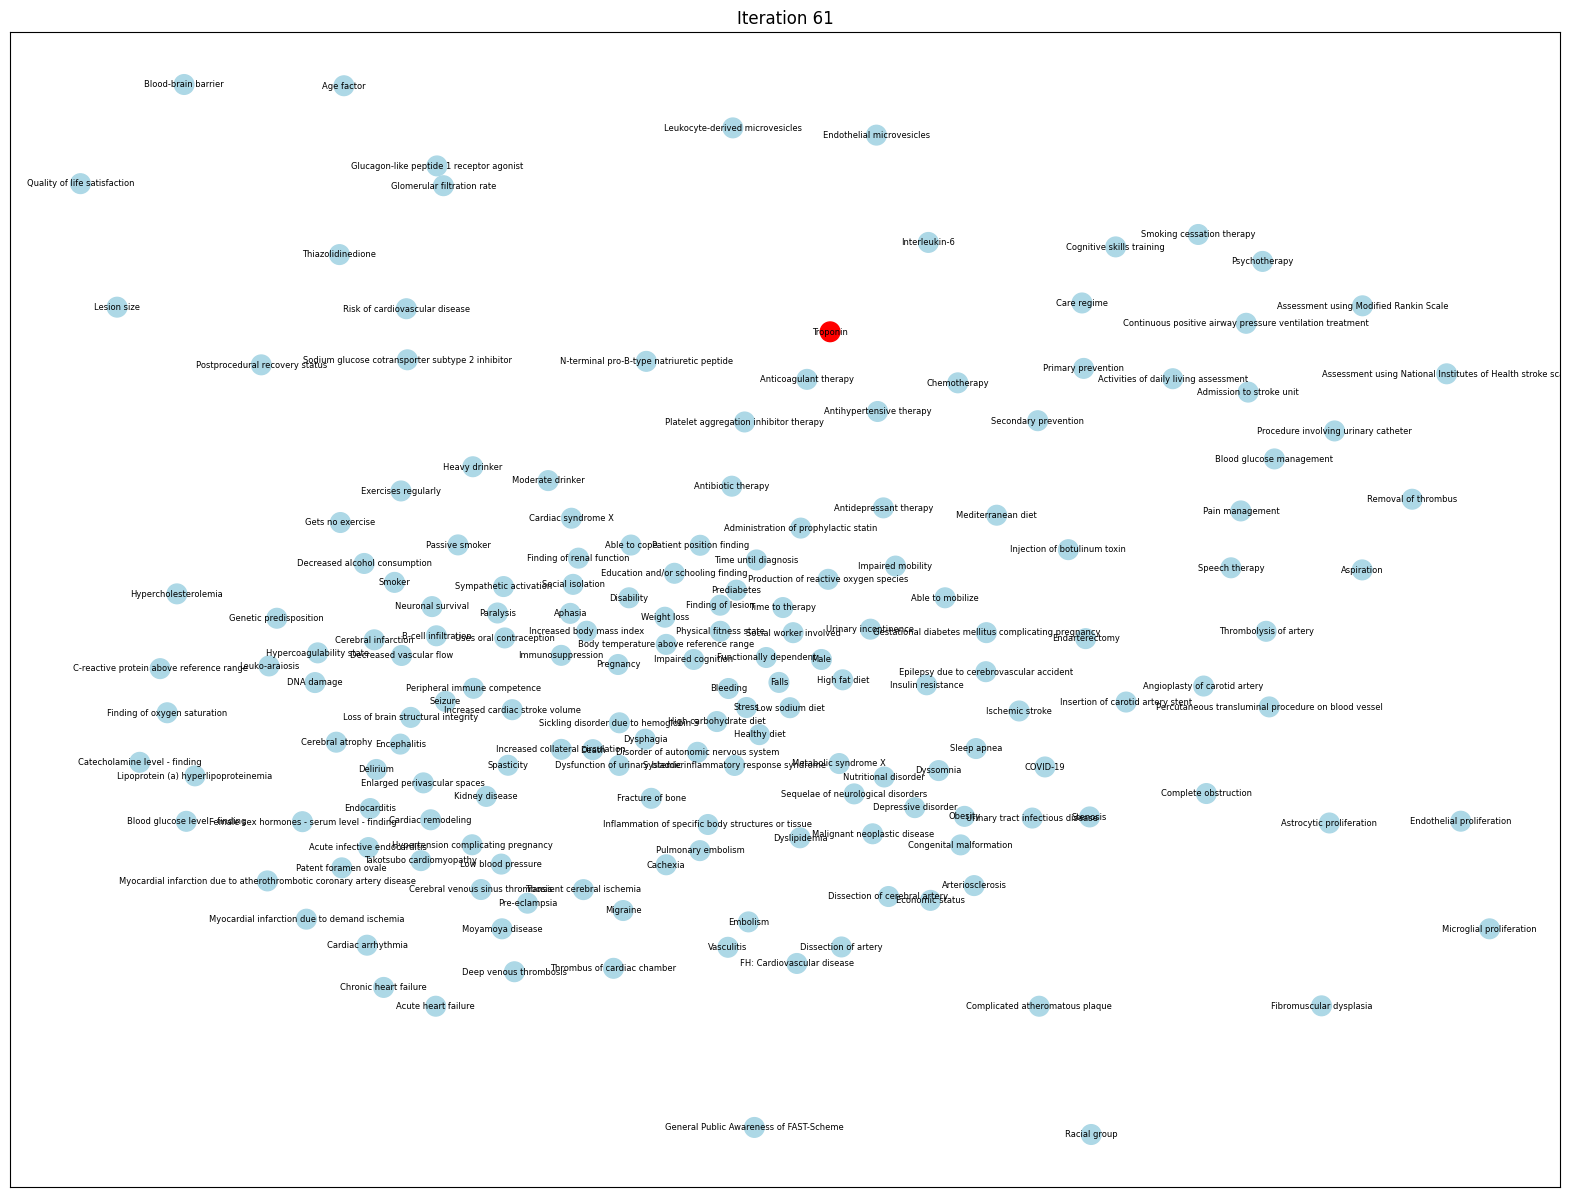 Iteration 61
Blood-brain barrier
Age factor
Leukocyte-derived microvesicles
Endothelial microvesicles
Glucagon-like peptide 1 receptor agonist
Quality of life satisfaction
Glomerular filtration rate
Smoking cessation therapy
Interleukin-6
Cognitive skills training
Thiazolidinedione
Psychotherapy
Care regime
Lesion size
Assessment using Modified Rankin Scale
Risk of cardiovascular disease
Continuous positive airway pressure ventilation treatment
Troponin
Sodium glucose cotransporter subtype 2 inhibitor
N-terminal pro-B-type natriuretic peptide
Postprocedural recovery status
Primary prevention
Assessment using National Institutes of Health stroke sc
Anticoagulant therapy
Activities of daily living assessment
Chemotherapy
Admission to stroke unit
Antihypertensive therapy
Platelet aggregation inhibitor therapy
Secondary prevention
Procedure involving urinary catheter
Blood glucose management
Heavy drinker
Moderate drinker
Antibiotic therapy
Exercises regularly
Removal of thrombus
Antidepressant therapy
Pain management
Mediterranean diet
Cardiac syndrome X
Gets no exercise
Administration of prophylactic statin
Passive smoker
Able to cope
Patient position finding
Injection of botulinum toxin
Finding of renal function
Time until diagnosis
Decreased alcohol consumption
Impaired mobility
Speech therapy
Aspiration
Education and/or schooling finding
Production of reactive oxygen species
Smoker
Social isolation
Sympathetic activation
Prediabetes
Hypercholesterolemia
Disability
Able to mobilize
Finding of lesion
Neuronal survival
Time to therapy
Paralysis
Aphasia
Weight loss
Genetic predisposition
Urinary incontinence
Increased body mass index
Physical fitness state
Social worker involved
Gestational diabetes mellitus complicating pregnancy
Thrombolysis of artery
B-cell infiltration
Uses oral contraception
Endarterectomy
Cerebral infarction
Body temperature above reference range
Hypercoagulability state
Decreased vascular flow
Immunosuppression
Functionally dependent
Impaired cognition
Male
Pregnancy
Leuko-araiosis
C-reactive protein above reference range
Epilepsy due to cerebrovascular accident
High fat diet
DNA damage
Falls
Insulin resistance
Angioplasty of carotid artery
Peripheral immune competence
Bleeding
Seizure
Insertion of carotid artery stent
Percutaneous transluminal procedure on blood vessel
Stress
Low sodium diet
Increased cardiac stroke volume
Ischemic stroke
Finding of oxygen saturation
Loss of brain structural integrity
High carbohydrate diet
Sickling disorder due to hemoglobin S
Healthy diet
Dysphagia
Cerebral atrophy
Encephalitis
Increased collateral circulation
Death
Sleep apnea
Disorder of autonomic nervous system
Catecholamine level - finding
Metabolic syndrome X
Spasticity
Dysfunction of urinary bladder
Systemic inflammatory response syndrome
COVID-19
Delirium
Dyssomnia
Lipoprotein (a) hyperlipoproteinemia
Nutritional disorder
Enlarged perivascular spaces
Sequelae of neurological disorders
Complete obstruction
Kidney disease
Fracture of bone
Endocarditis
Depressive disorder
Obesity
Urinary tract infectious disease
Stenosis
Cardiac remodeling
Blood glucose level - finding
Female sex hormones - serum level - finding
Endothelial proliferation
Astrocytic proliferation
Inflammation of specific body structures or tissue
Malignant neoplastic disease
Dyslipidemia
Hypertension complicating pregnancy
Congenital malformation
Acute infective endocarditis
Pulmonary embolism
Takotsubo cardiomyopathy
Low blood pressure
Cachexia
Patent foramen ovale
Myocardial infarction due to atherothrombotic coronary artery disease
Arteriosclerosis
Cerebral venous sinus thrombosis
Transient cerebral ischemia
Dissection of cerebral artery
Economic status
Pre-eclampsia
Migraine
Myocardial infarction due to demand ischemia
Embolism
Moyamoya disease
Microglial proliferation
Cardiac arrhythmia
Vasculitis
Dissection of artery
FH: Cardiovascular disease
Thrombus of cardiac chamber
Deep venous thrombosis
Chronic heart failure
Acute heart failure
Complicated atheromatous plaque
Fibromuscular dysplasia
General Public Awareness of FAST-Scheme
Racial group